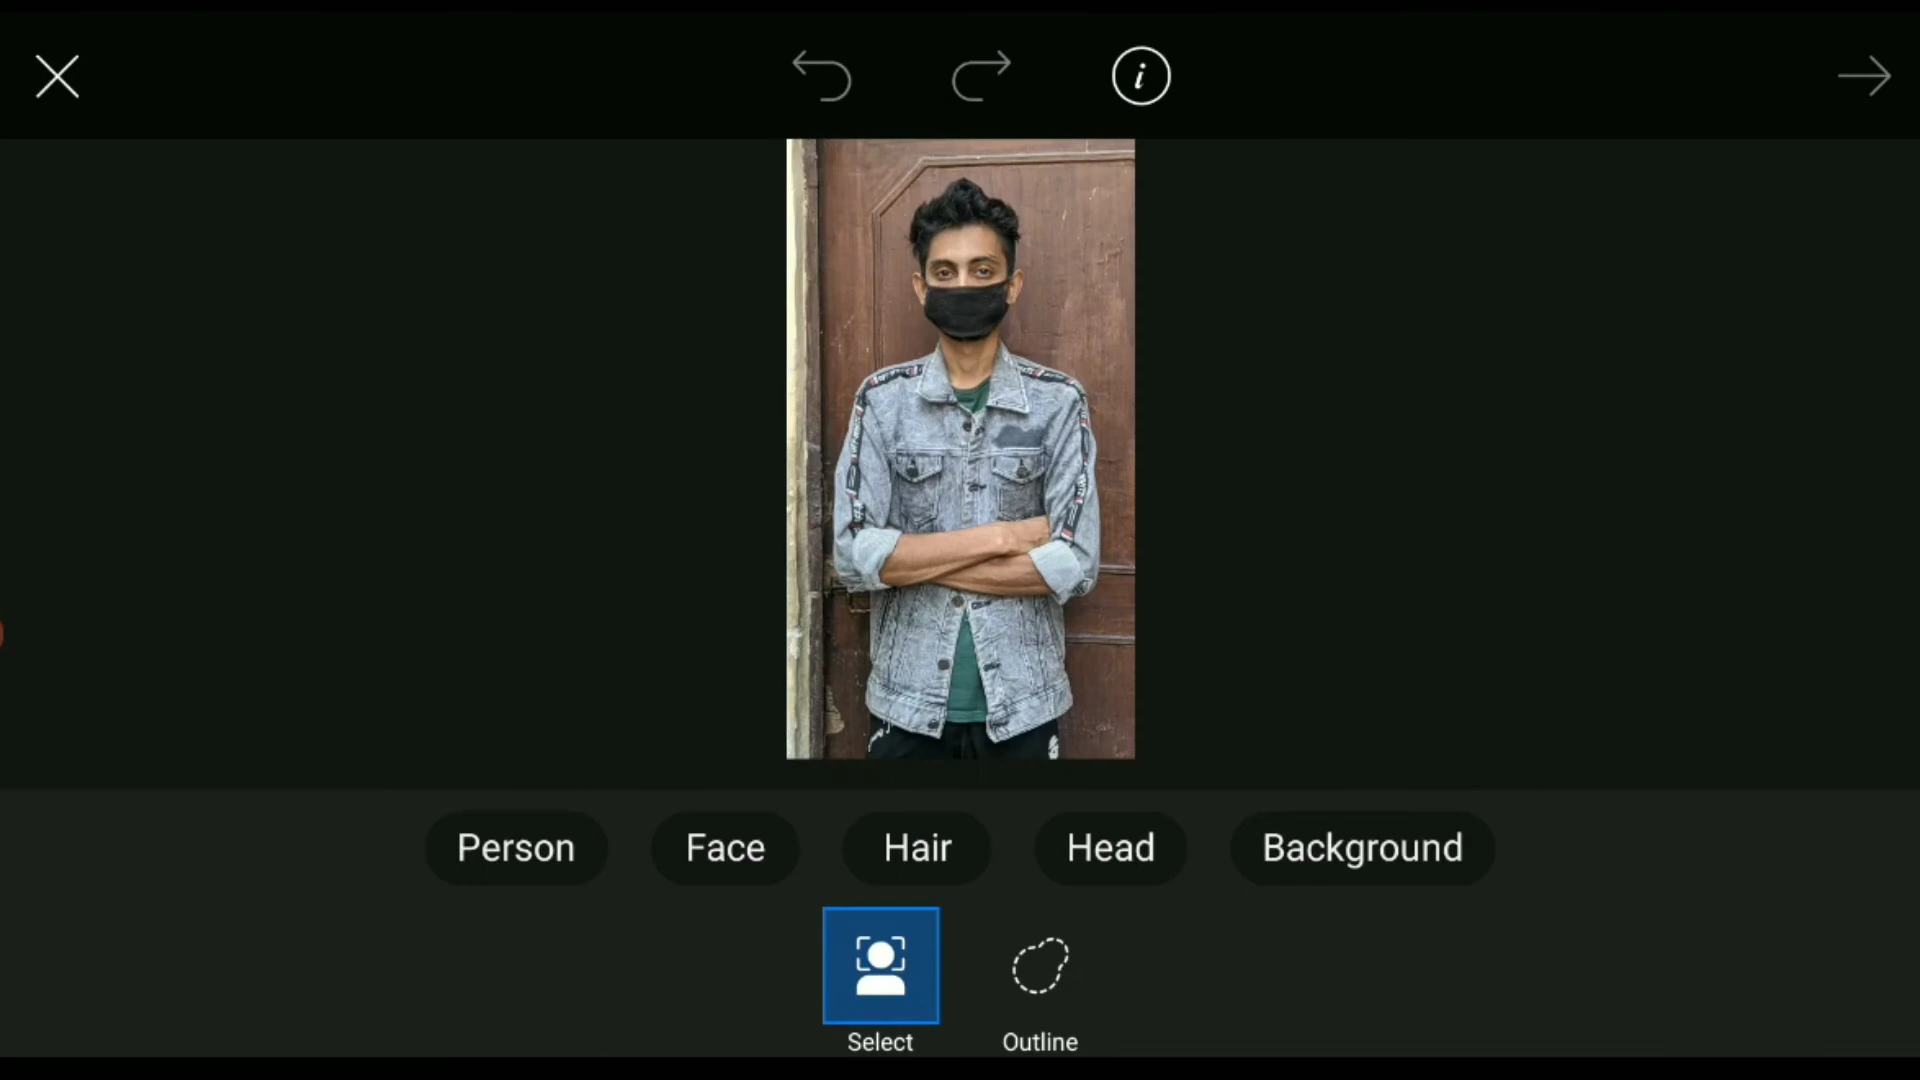 Person
Face
Hair
Head
Background
Select
Outline